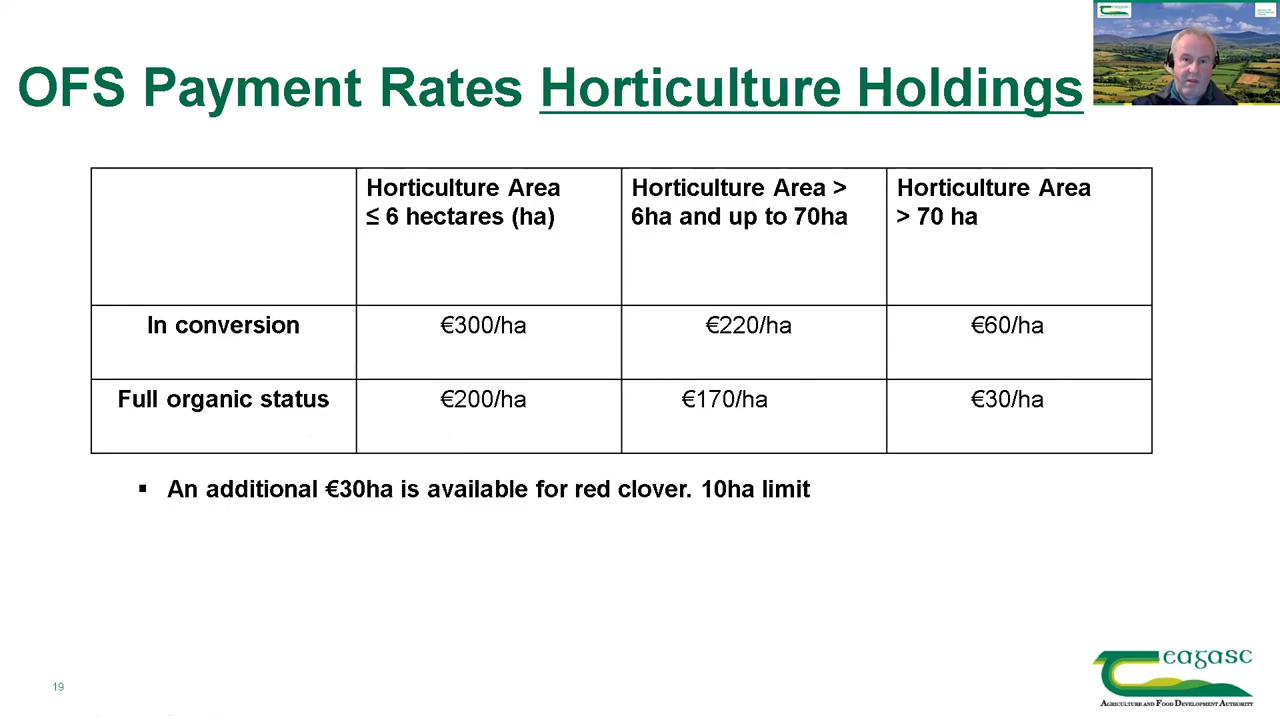 OFS Payment Rates Horticulture Holdings
Horticulture Area
≤ 6 hectares (ha)
Horticulture Area >
6ha and up to 70ha
Horticulture Area
> 70 ha
In conversion
€300/ha
€220/ha
€60/ha
Full organic status
€200/ha
€170/ha
€30/ha
▪ An additional €30ha is available for red clover. 10ha limit
19
eagasc
AGRICULTURE AND FOOD DEVELOPMENT AUTHORITY